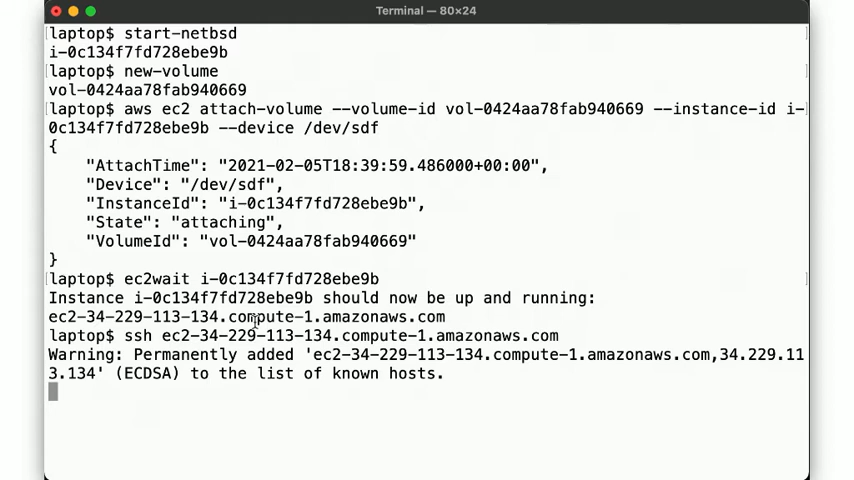 Terminal — 80×24
laptop$ start-netbsd
i-0c134f7fd728ebe9b
laptop$ new-volume
vol-0424aa78fab940669
laptop$ aws ec2 attach-volume --volume-id vol-0424aa78fab940669 --instance-id i-
0c134f7fd728ebe9b --device /dev/sdf
{
    "AttachTime": "2021-02-05T18:39:59.486000+00:00",
    "Device": "/dev/sdf",
    "InstanceId": "i-0c134f7fd728ebe9b",
    "State": "attaching",
    "VolumeId": "vol-0424aa78fab940669"
}
laptop$ ec2wait i-0c134f7fd728ebe9b
Instance i-0c134f7fd728ebe9b should now be up and running:
ec2-34-229-113-134.compute-1.amazonaws.com
laptop$ ssh ec2-34-229-113-134.compute-1.amazonaws.com
Warning: Permanently added 'ec2-34-229-113-134.compute-1.amazonaws.com,34.229.11
3.134' (ECDSA) to the list of known hosts.